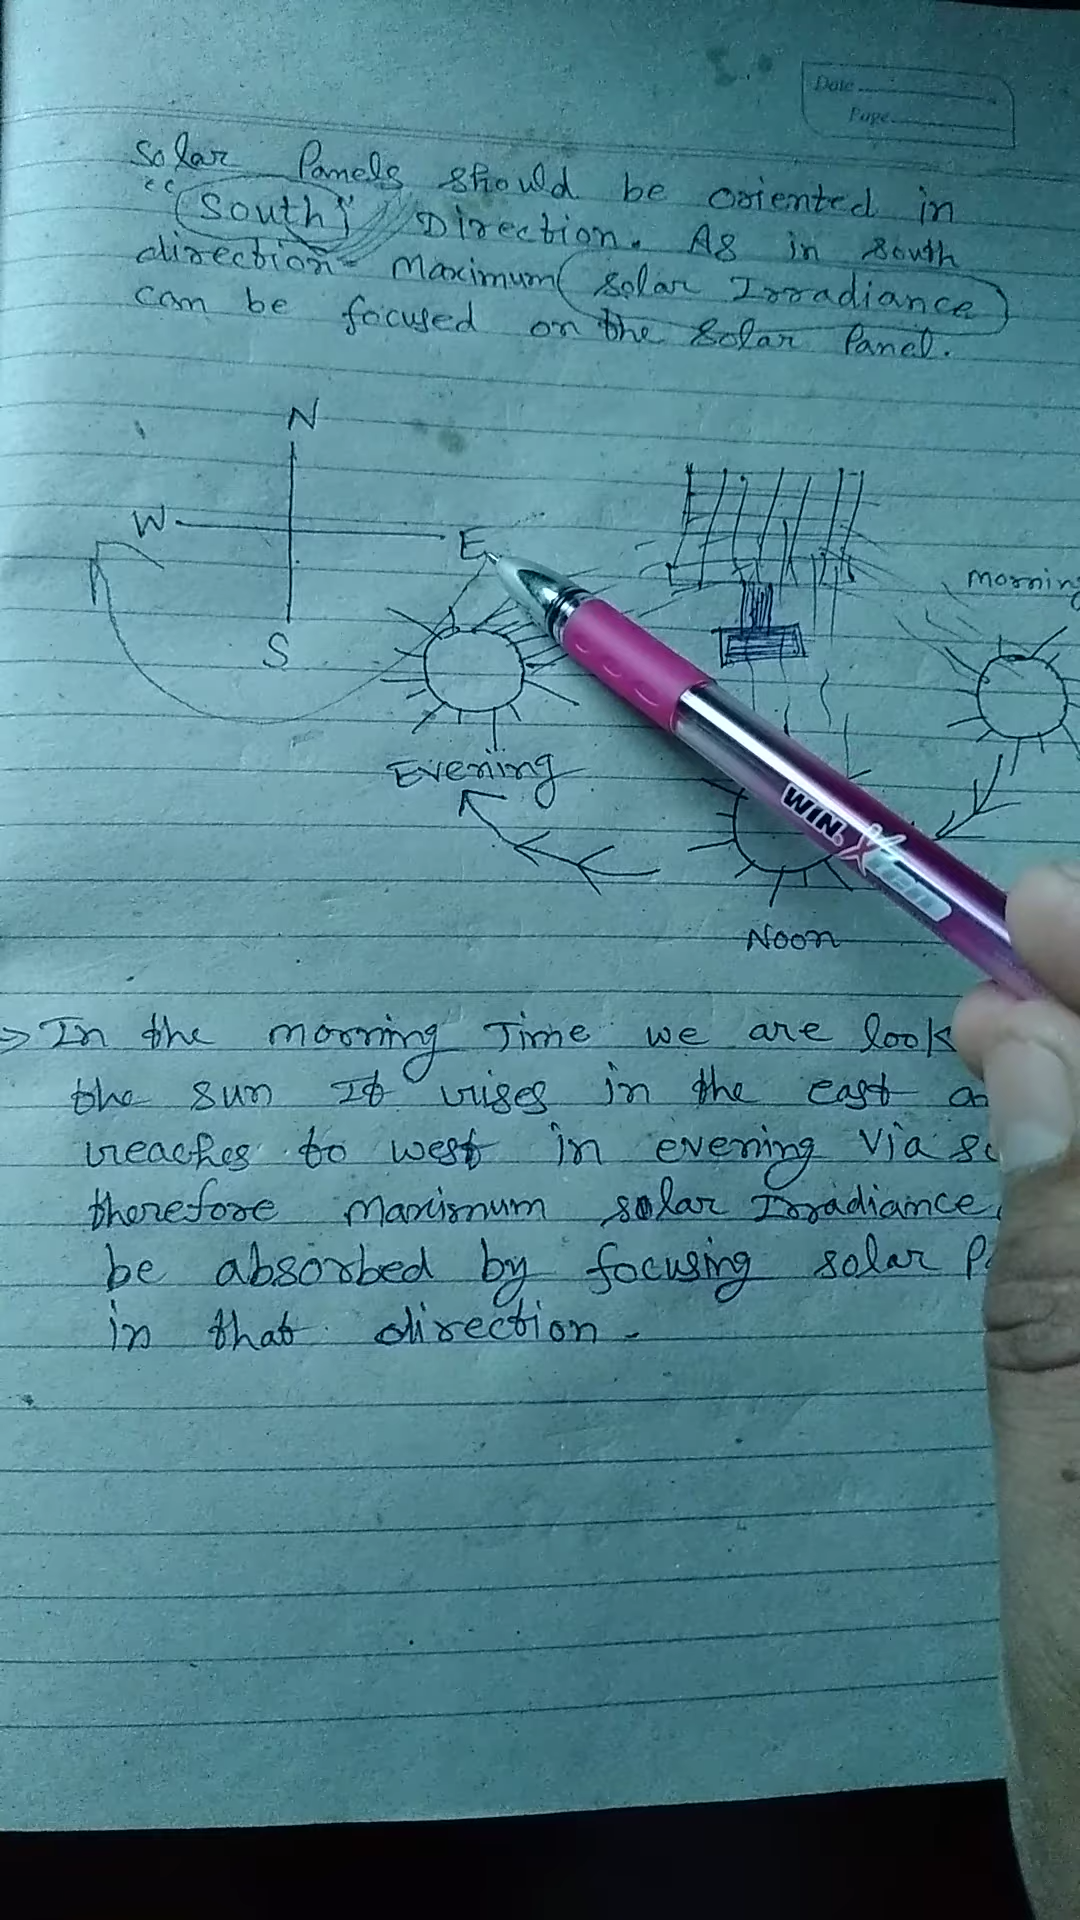 Date
Page
Solar Panels should be oriented in
"(South)" Direction. As in south
direction maximum (Solar Irradiance)
can be focused on the Solar Panel.
N
W E
S
Morning
Evening
WIN.
Noon
=> In the morning Time we are look
the sun It rises in the east
reaches to west in evening via
therefore maximum solar Irradiance
be absorbed by focusing solar
in that direction.